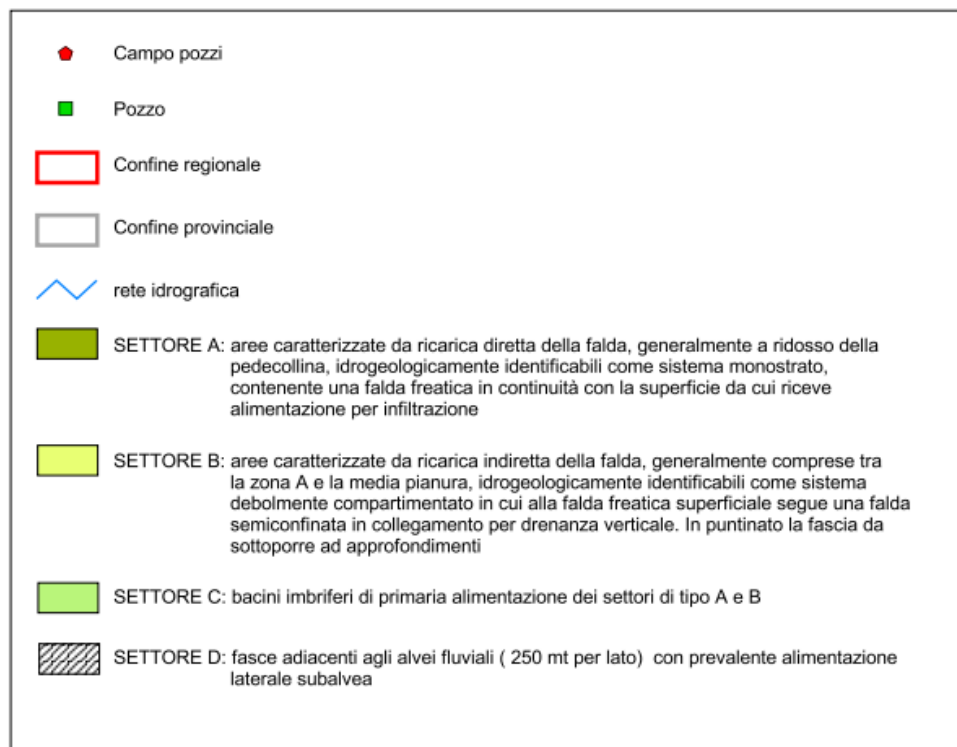 Campo pozzi
Pozzo
Confine regionale
Confine provinciale
rete idrografica
SETTORE A: aree caratterizzate da ricarica diretta della falda, generalmente a ridosso della
pedecollina, idrogeologicamente identificabili come sistema monostrato,
contenente una falda freatica in continuità con la superficie da cui riceve
alimentazione per infiltrazione
SETTORE B: aree caratterizzate da ricarica indiretta della falda, generalmente comprese tra
la zona A e la media pianura, idrogeologicamente identificabili come sistema
debolmente compartimentato in cui alla falda freatica superficiale segue una falda
semiconfinata in collegamento per drenanza verticale. In puntinato la fascia da
sottoporre ad approfondimenti
SETTORE C: bacini imbriferi di primaria alimentazione dei settori di tipo A e B
SETTORE D: fasce adiacenti agli alvei fluviali ( 250 mt per lato) con prevalente alimentazione
laterale subalvea